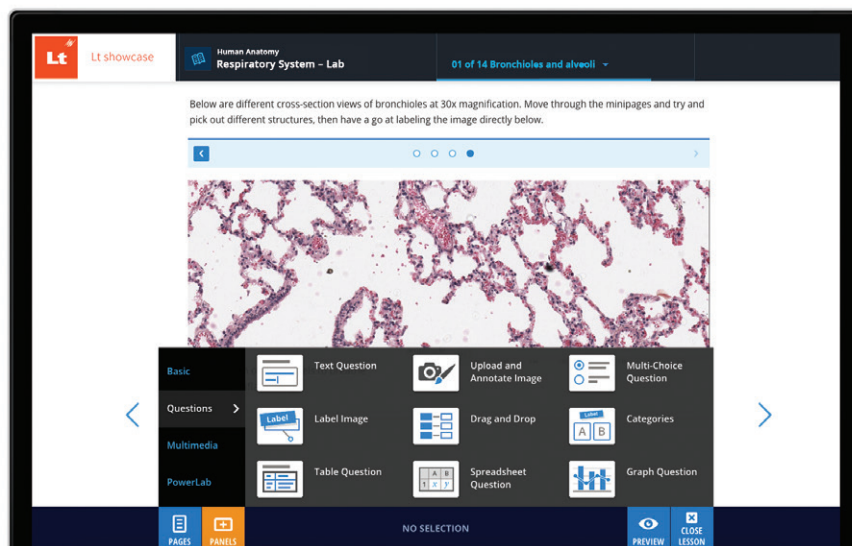 Lt
Lt showcase
Human Anatomy
Respiratory System – Lab
01 of 14 Bronchioles and alveoli
Below are different cross-section views of bronchioles at 30x magnification. Move through the minipages and try and
pick out different structures, then have a go at labeling the image directly below.
Basic
Questions
Multimedia
PowerLab
Text Question
Upload and
Annotate Image
Multi-Choice
Question
Label
Label Image
Drag and Drop
Label
A B
Categories
Table Question
A B
1 x y
Spreadsheet
Question
Graph Question
PAGES
PANELS
NO SELECTION
PREVIEW
CLOSE
LESSON